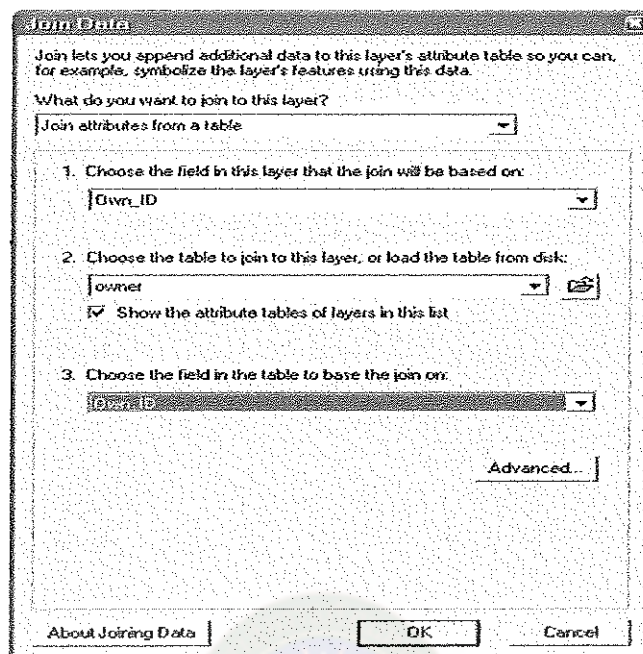 Join Data
Join lets you append additional data to this layer's attribute table so you can,
for example, symbolize the layer's features using this data.
What do you want to join to this layer?
Join attributes from a table
1. Choose the field in this layer that the join will be based on:
Own_ID
2. Choose the table to join to this layer, or load the table from disk:
owner
Show the attribute tables of layers in this list
3. Choose the field in the table to base the join on:
Own_ID
Advanced...
About Joining Data
OK
Cancel